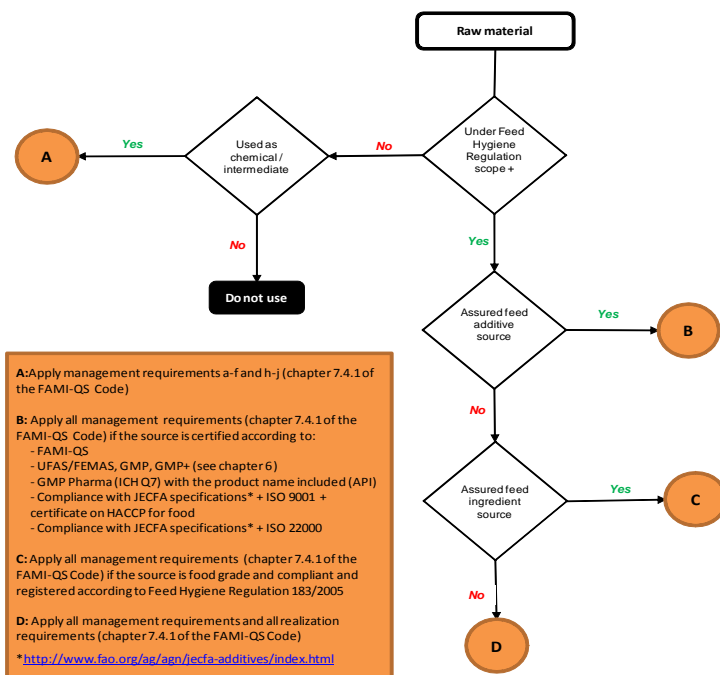 Raw material
Under Feed
Hygiene
Regulation
scope +
No
Used as
chemical /
intermediate
Yes
A
No
Do not use
Yes
Assured feed
additive
source
Yes
B
No
Assured feed
ingredient
source
Yes
C
No
D
A:Apply management requirements a-f and h-j (chapter 7.4.1 of
the FAMI-QS Code)
B: Apply all management requirements (chapter 7.4.1 of the
FAMI-QS Code) if the source is certified according to:
- FAMI-QS
- UFAS/FEMAS, GMP, GMP+ (see chapter 6)
- GMP Pharma (ICH Q7) with the product name included (API)
- Compliance with JECFA specifications* + ISO 9001 +
certificate on HACCP for food
- Compliance with JECFA specifications* + ISO 22000
C: Apply all management requirements (chapter 7.4.1 of the
FAMI-QS Code) if the source is food grade and compliant and
registered according to Feed Hygiene Regulation 183/2005
D: Apply all management requirements and all realization
requirements (chapter 7.4.1 of the FAMI-QS Code)
*http://www.fao.org/ag/agn/jecfa-additives/index.html